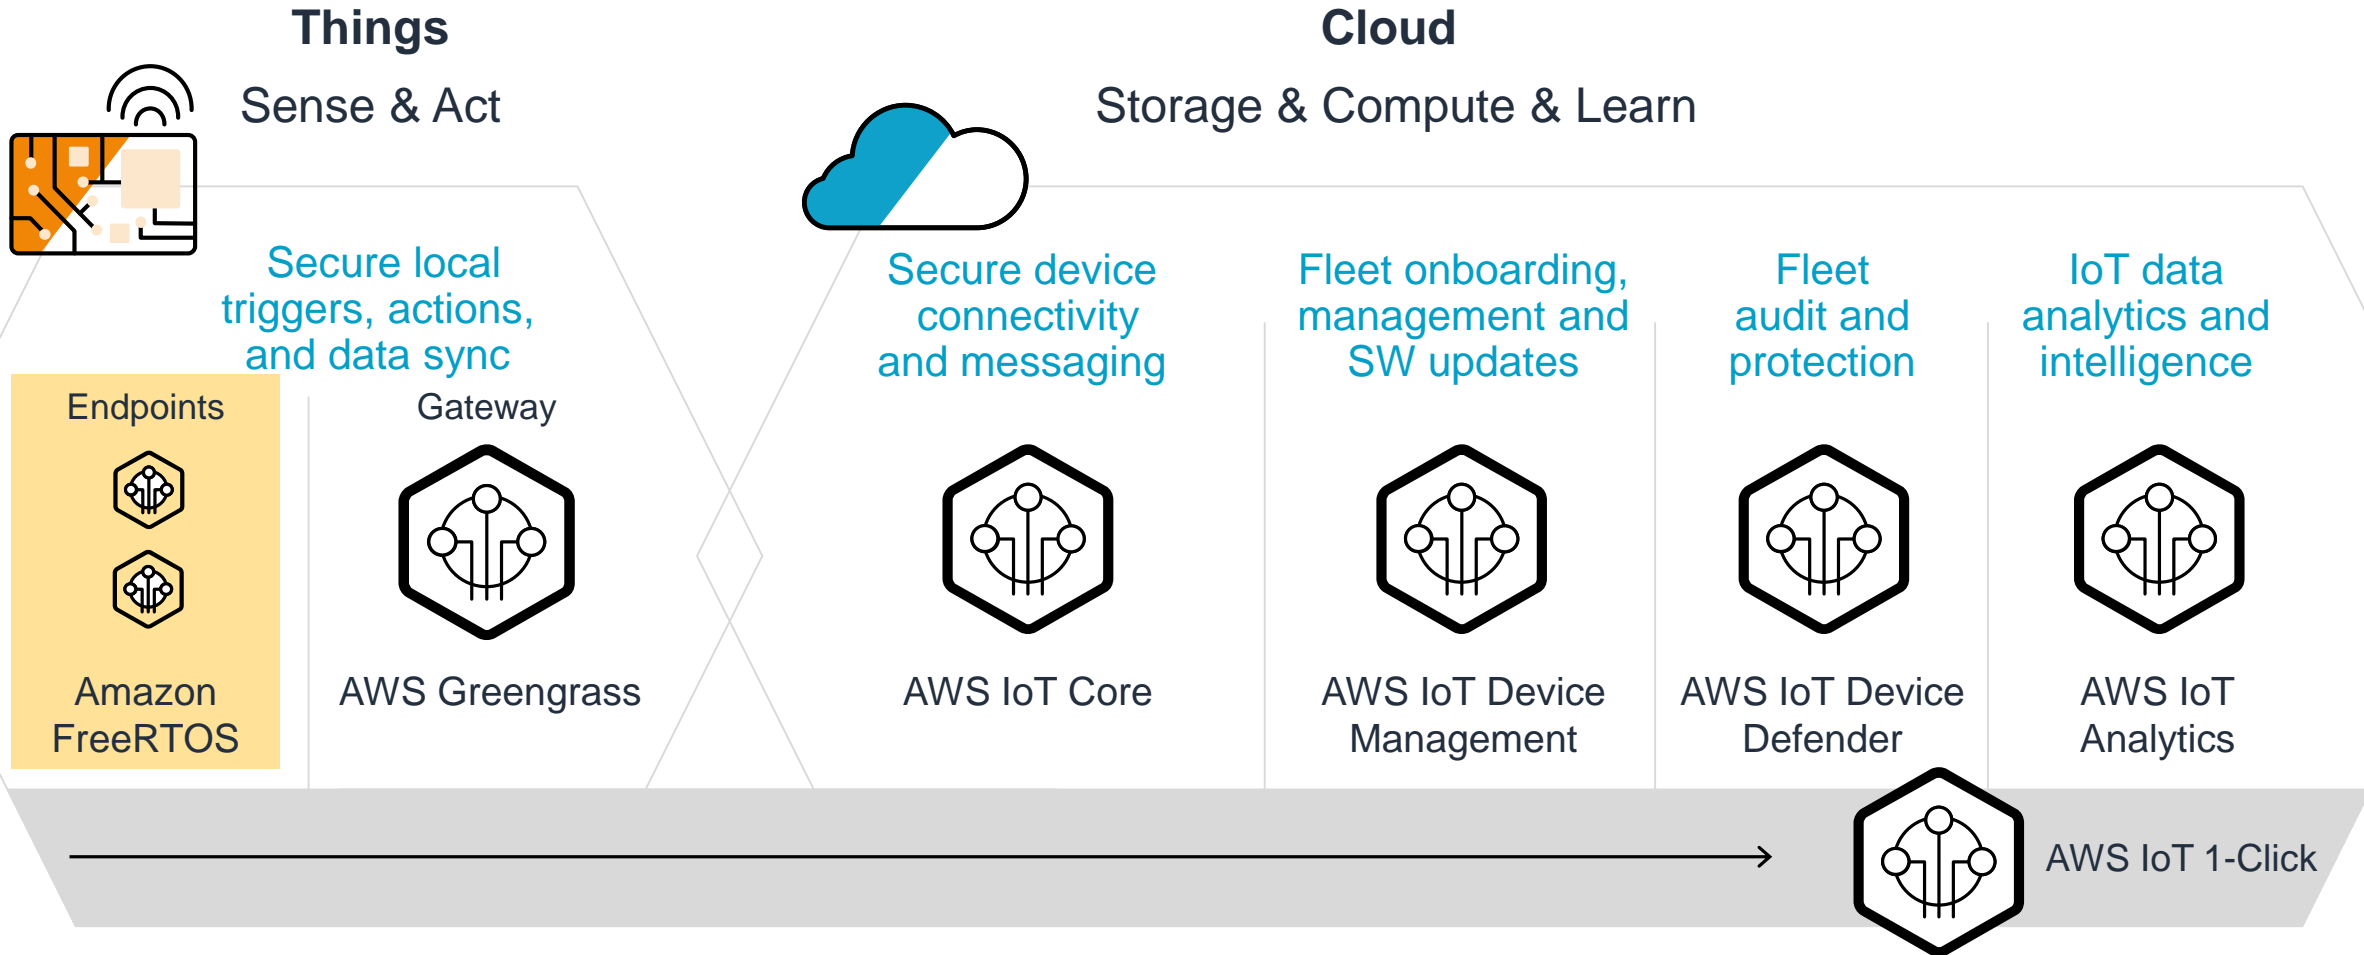 Things
Sense & Act
Cloud
Storage & Compute & Learn
Secure local
triggers, actions,
and data sync
Endpoints
Gateway
Amazon
FreeRTOS
AWS Greengrass
Secure device
connectivity
and messaging
AWS IoT Core
Fleet onboarding,
management and
SW updates
AWS IoT Device
Management
Fleet
audit and
protection
AWS IoT Device
Defender
IoT data
analytics and
intelligence
AWS IoT
Analytics
AWS IoT 1-Click